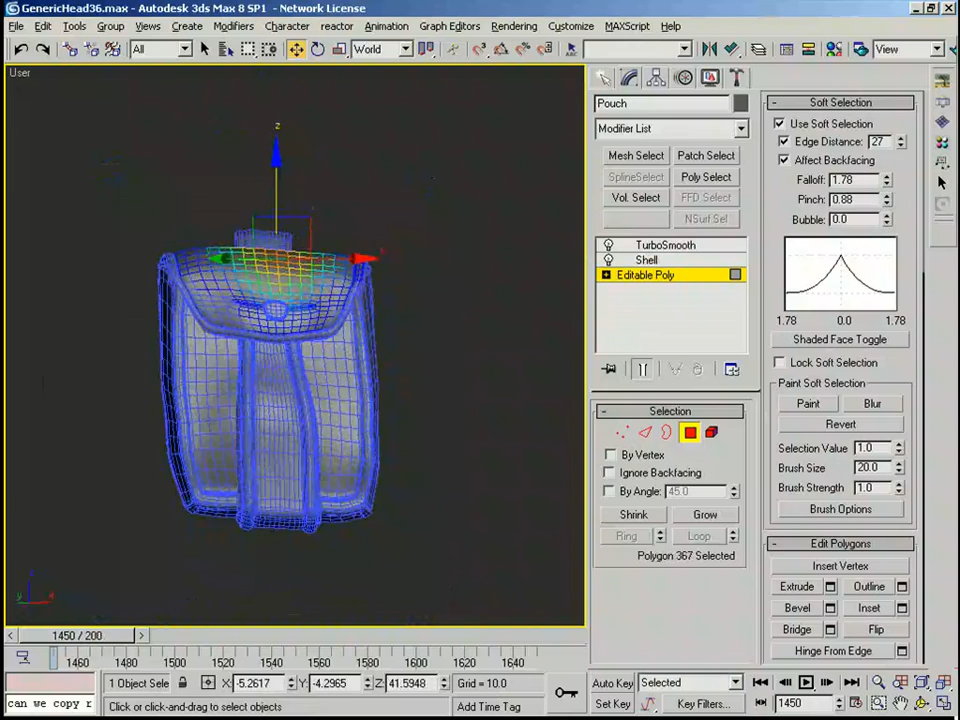 GenericHead36.max - Autodesk 3ds Max 8 SP1 - Network License
File Edit Tools Group Views Create Modifiers Character reactor Animation Graph Editors Rendering Customize MAXScript Help
All World View
User
z
Pouch
Modifier List
Mesh Select Patch Select
SplineSelect Poly Select
Vol. Select FFD Select
NSurf Sel
TurboSmooth
Shell
Editable Poly
Selection
By Vertex
Ignore Backfacing
By Angle: 45.0
Shrink Grow
Ring Loop
Polygon 367 Selected
Soft Selection
Use Soft Selection
Edge Distance: 27
Affect Backfacing
Falloff: 1.78
Pinch: 0.88
Bubble: 0.0
1.78 0.0 1.78
Shaded Face Toggle
Lock Soft Selection
Paint Soft Selection
Paint Blur
Revert
Selection Value 1.0
Brush Size 20.0
Brush Strength 1.0
Brush Options
Edit Polygons
Insert Vertex
Extrude Outline
Bevel Inset
Bridge Flip
Hinge From Edge
1450 / 200
1460 1480 1500 1520 1540 1560 1580 1600 1620 1640
1 Object Sele X: -5.2617 Y: -4.2965 Z: 41.5948 Grid = 10.0 Auto Key Selected
can we copy r Click or click-and-drag to select objects Add Time Tag Set Key Key Filters... 1450